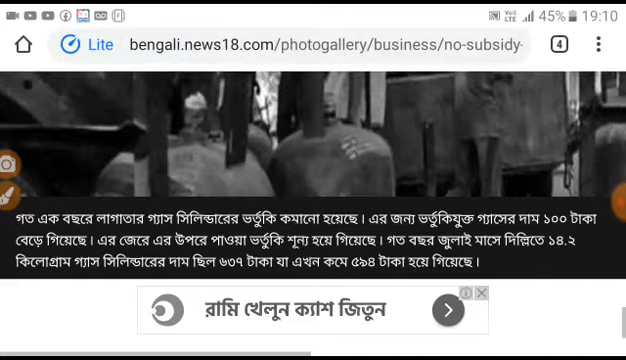 45% 19:10
Lite bengali.news18.com/photogallery/business/no-subsidy- 4
গত এক বছরে লাগাতার গ্যাস সিলিন্ডারের ভর্তুকি কমানো হয়েছে। এর জন্য ভর্তুকিযুক্ত গ্যাসের দাম ১০০ টাকা
বেড়ে গিয়েছে। এর জেরে এর উপরে পাওয়া ভর্তুকি শূন্য হয়ে গিয়েছে। গত বছর জুলাই মাসে দিল্লিতে ১৪.২
কিলোগ্রাম গ্যাস সিলিন্ডারের দাম ছিল ৬৩৭ টাকা যা এখন কমে ৫৯৪ টাকা হয়ে গিয়েছে।
রামি খেলুন ক্যাশ জিতুন